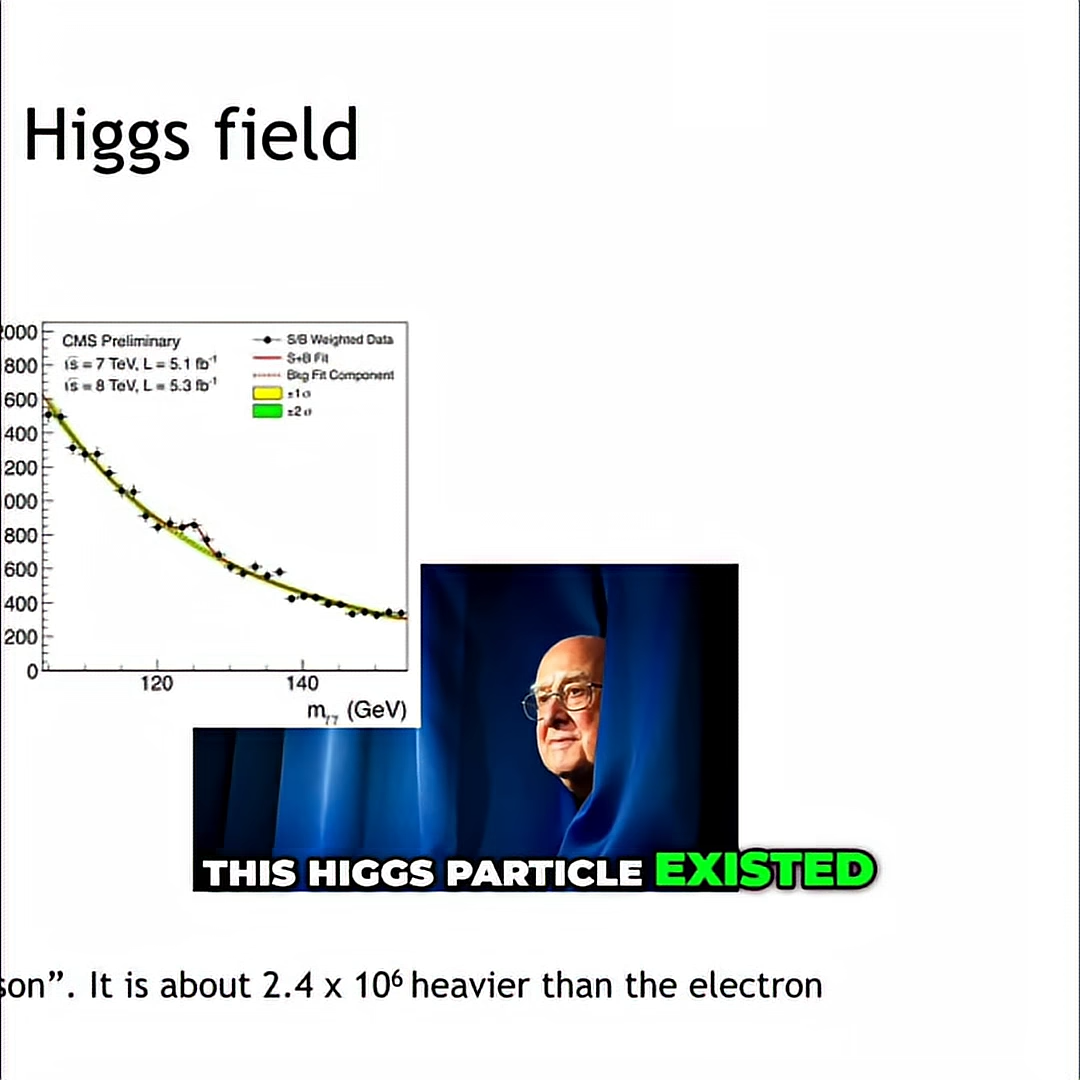 Higgs field
2000
800
600
400
200
000
800
600
400
200
0
CMS Preliminary
√s = 7 TeV, L = 5.1 fb⁻¹
√s = 8 TeV, L = 5.3 fb⁻¹
S/B Weighted Data
S+B Fit
Bkg Fit Component
±1σ
±2σ
120 140
mγγ (GeV)
THIS HIGGS PARTICLE EXISTED
son”. It is about 2.4 x 10⁶ heavier than the electron